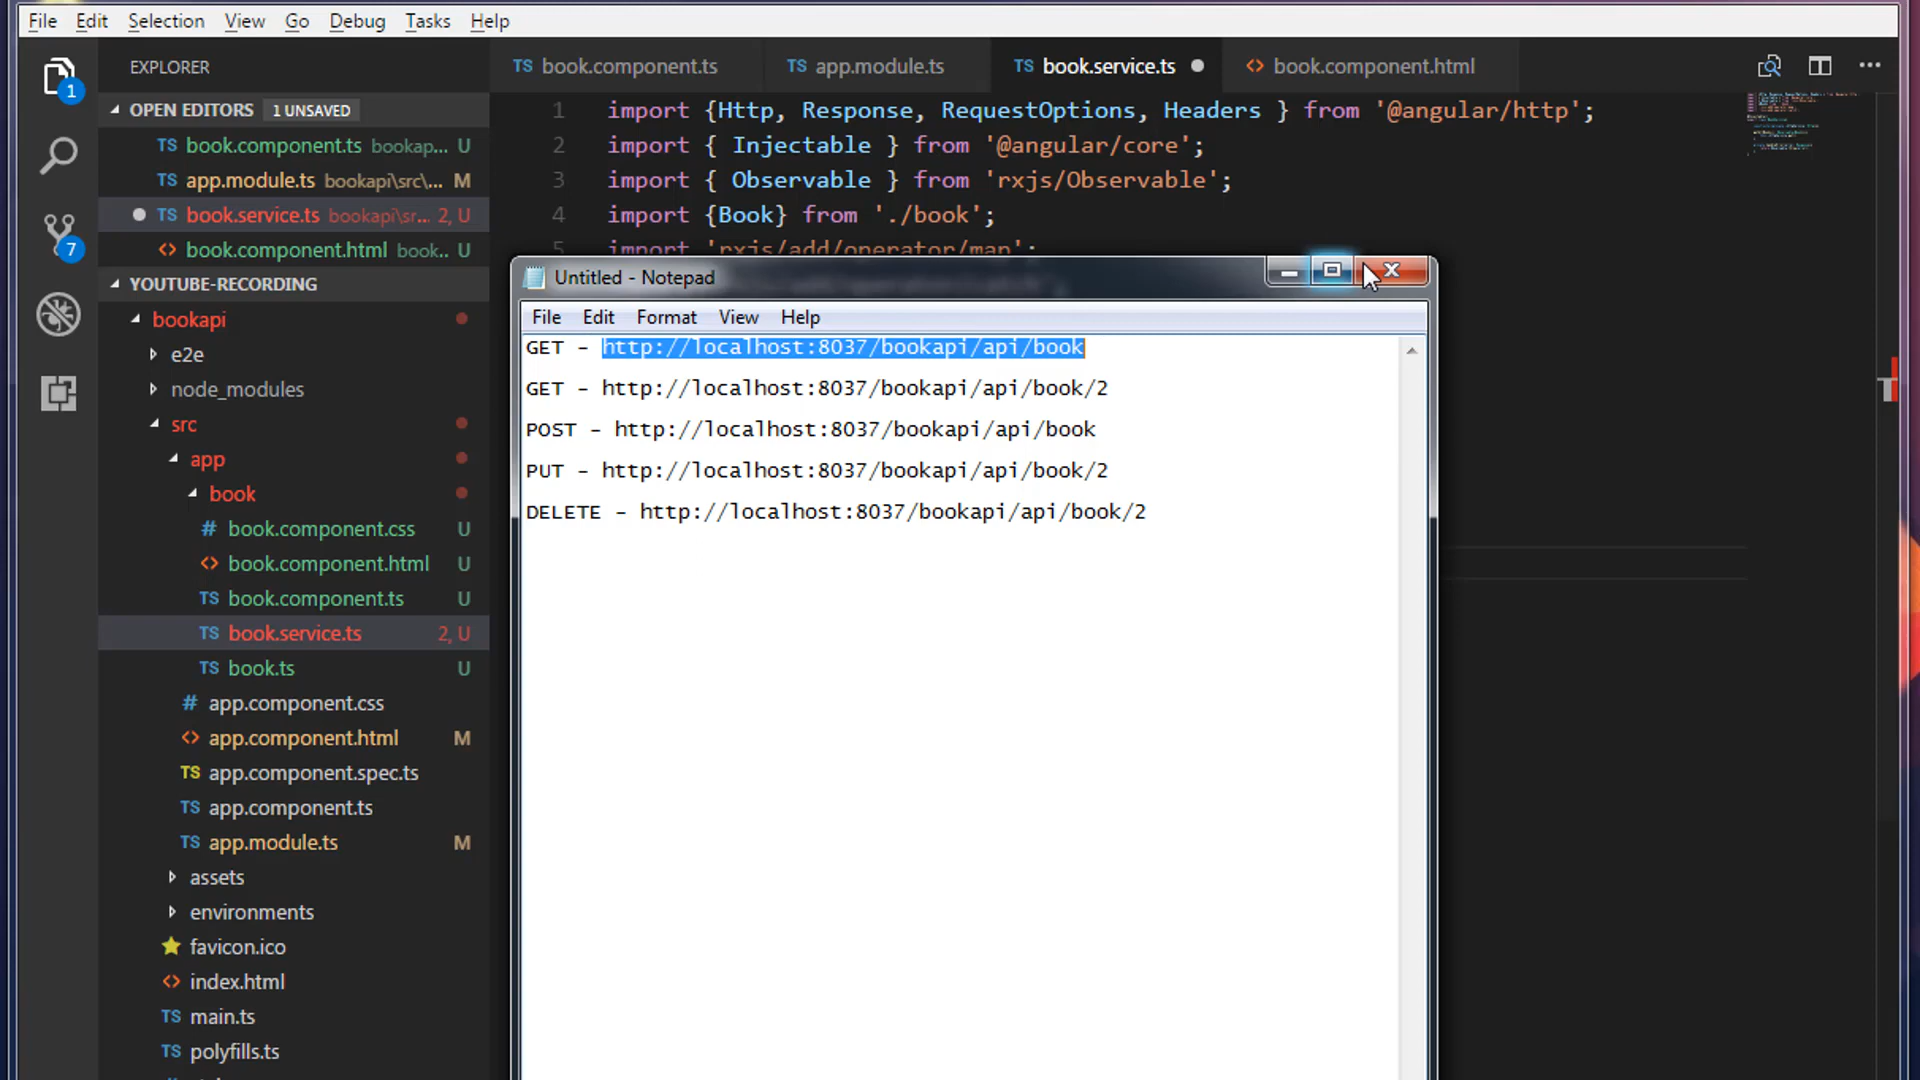 File Edit Selection View Go Debug Tasks Help
EXPLORER
OPEN EDITORS 1 UNSAVED
TS book.component.ts bookap... U
TS app.module.ts bookapi\src\... M
TS book.service.ts bookapi\sr... 2, U
<> book.component.html book.. U
YOUTUBE-RECORDING
bookapi
e2e
node_modules
src
app
book
# book.component.css U
<> book.component.html U
TS book.component.ts U
TS book.service.ts 2, U
TS book.ts U
# app.component.css
<> app.component.html M
TS app.component.spec.ts
TS app.component.ts
TS app.module.ts M
assets
environments
favicon.ico
<> index.html
TS main.ts
TS polyfills.ts
1
7
TS book.component.ts TS app.module.ts TS book.service.ts <> book.component.html
1 import {Http, Response, RequestOptions, Headers } from '@angular/http';
2 import { Injectable } from '@angular/core';
3 import { Observable } from 'rxjs/Observable';
4 import {Book} from './book';
5 import 'rxjs/add/operator/map';
Untitled - Notepad
File Edit Format View Help
GET - http://localhost:8037/bookapi/api/book
GET - http://localhost:8037/bookapi/api/book/2
POST - http://localhost:8037/bookapi/api/book
PUT - http://localhost:8037/bookapi/api/book/2
DELETE - http://localhost:8037/bookapi/api/book/2